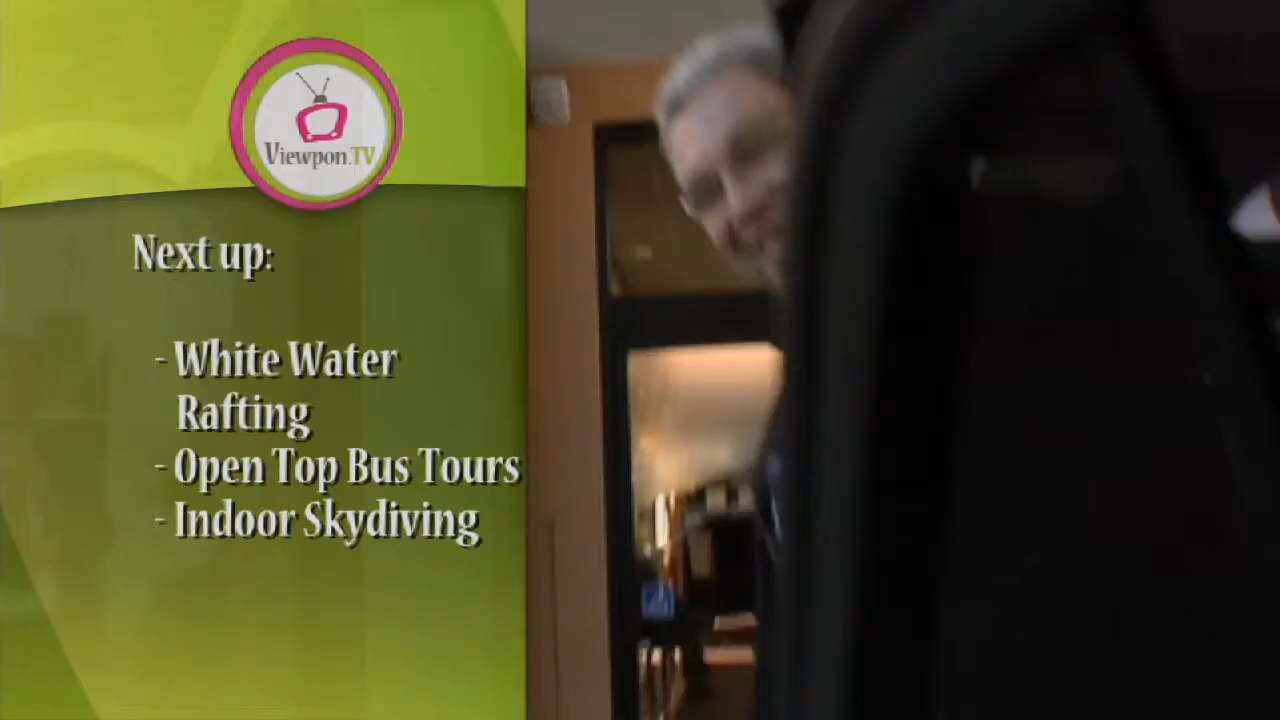 Viewpon.TV
Next up:
- White Water
Rafting
- Open Top Bus Tours
- Indoor Skydiving